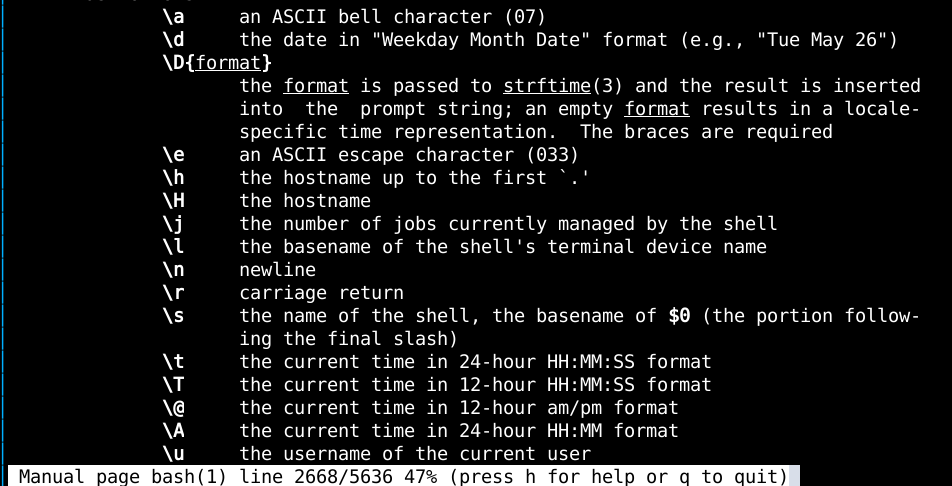 \a an ASCII bell character (07)
\d the date in "Weekday Month Date" format (e.g., "Tue May 26")
\D{format}
the format is passed to strftime(3) and the result is inserted
into the prompt string; an empty format results in a locale-
specific time representation. The braces are required
\e an ASCII escape character (033)
\h the hostname up to the first `.'
\H the hostname
\j the number of jobs currently managed by the shell
\l the basename of the shell's terminal device name
\n newline
\r carriage return
\s the name of the shell, the basename of $0 (the portion follow-
ing the final slash)
\t the current time in 24-hour HH:MM:SS format
\T the current time in 12-hour HH:MM:SS format
\@ the current time in 12-hour am/pm format
\A the current time in 24-hour HH:MM format
\u the username of the current user
Manual page bash(1) line 2668/5636 47% (press h for help or q to quit)